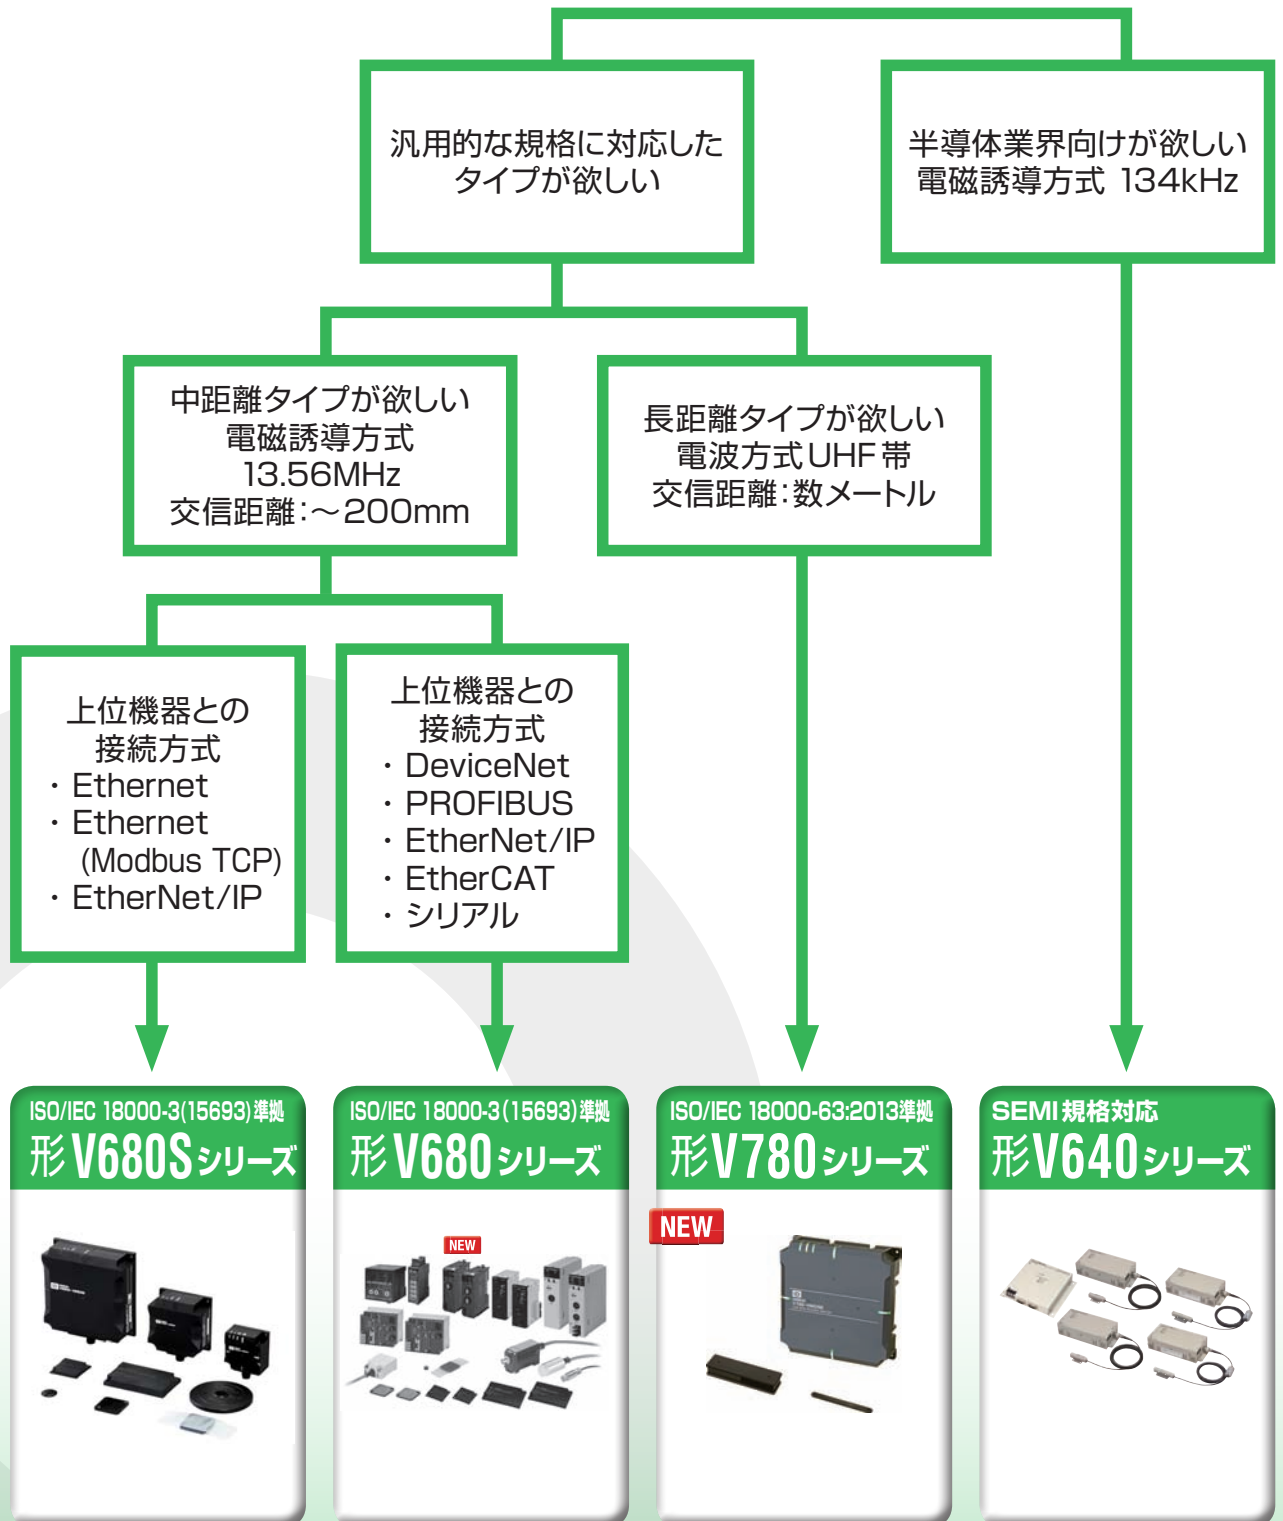 汎用的な規格に対応した
タイプが欲しい
半導体業界向けが欲しい
電磁誘導方式 134kHz
中距離タイプが欲しい
電磁誘導方式
13.56MHz
交信距離：～200mm
長距離タイプが欲しい
電波方式UHF帯
交信距離：数メートル
上位機器との
接続方式
・Ethernet
・Ethernet
(Modbus TCP)
・EtherNet/IP
上位機器との
接続方式
・DeviceNet
・PROFIBUS
・EtherNet/IP
・EtherCAT
・シリアル
ISO/IEC 18000-3(15693)準拠
形V680Sシリーズ
ISO/IEC 18000-3(15693)準拠
形V680シリーズ
NEW
ISO/IEC 18000-63:2013準拠
形V780シリーズ
NEW
SEMI規格対応
形V640シリーズ